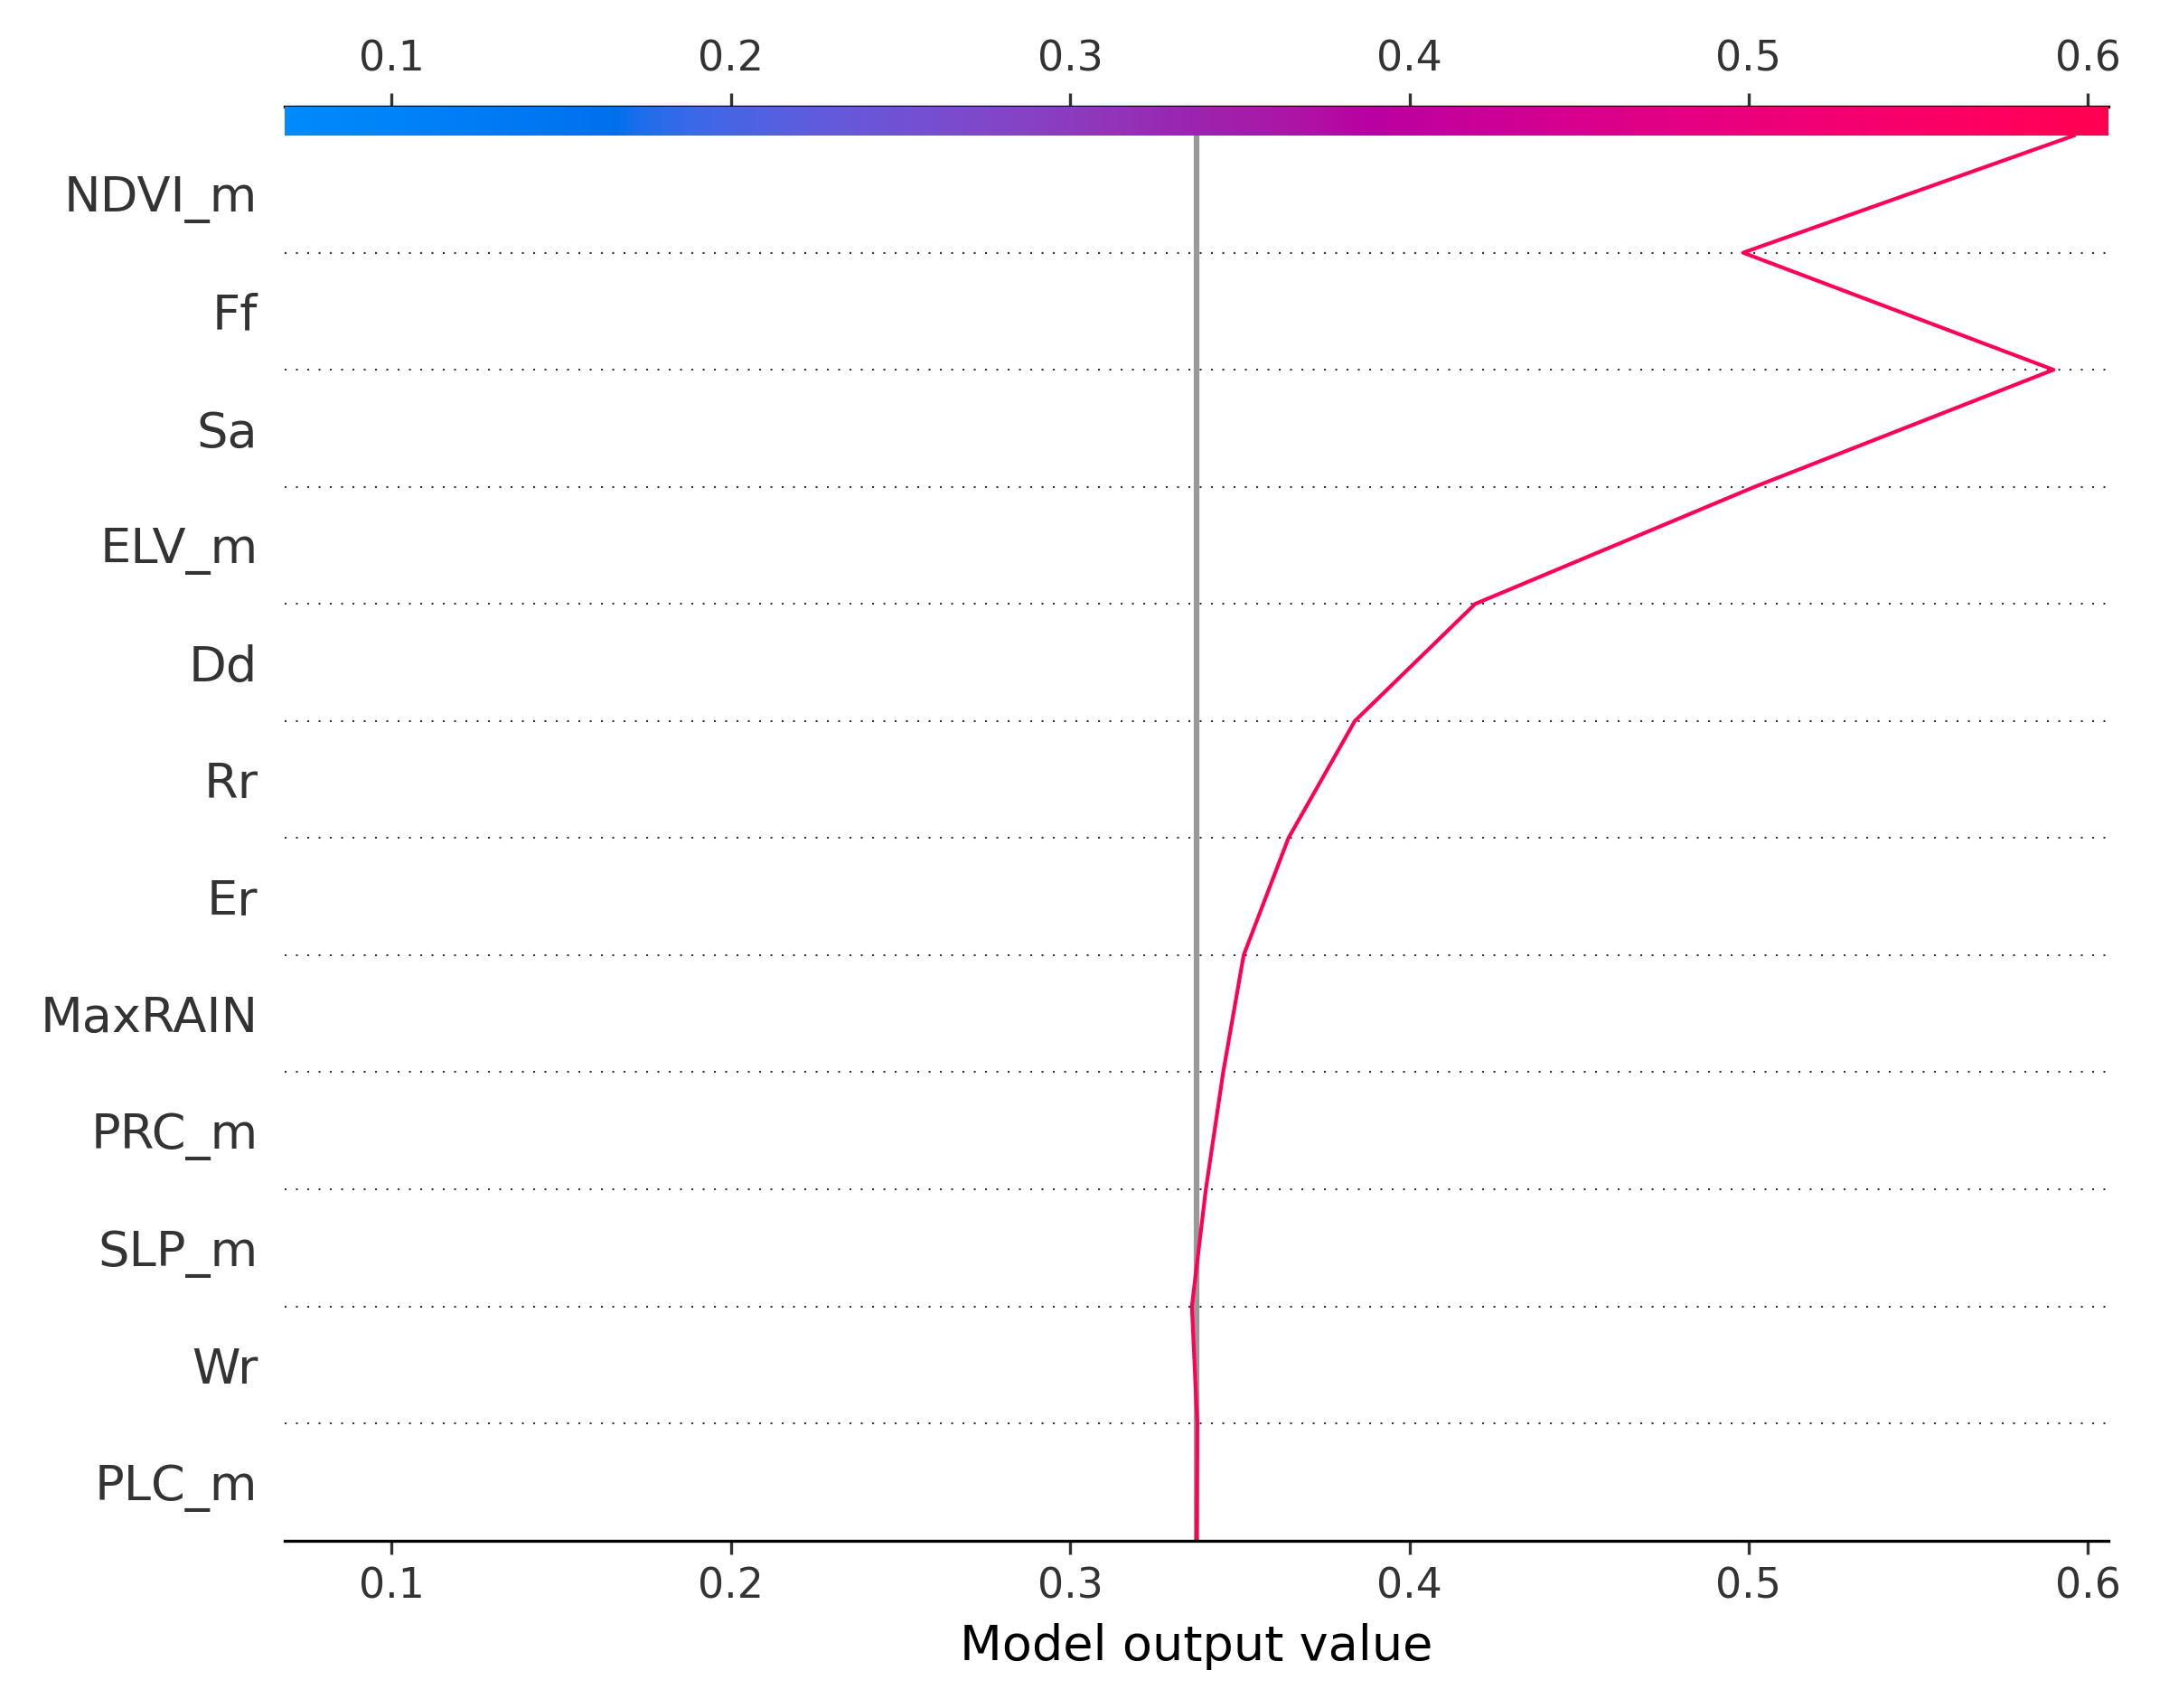 0.1 0.2 0.3 0.4 0.5 0.6
NDVI_m
Ff
Sa
ELV_m
Dd
Rr
Er
MaxRAIN
PRC_m
SLP_m
Wr
PLC_m
0.1 0.2 0.3 0.4 0.5 0.6
Model output value